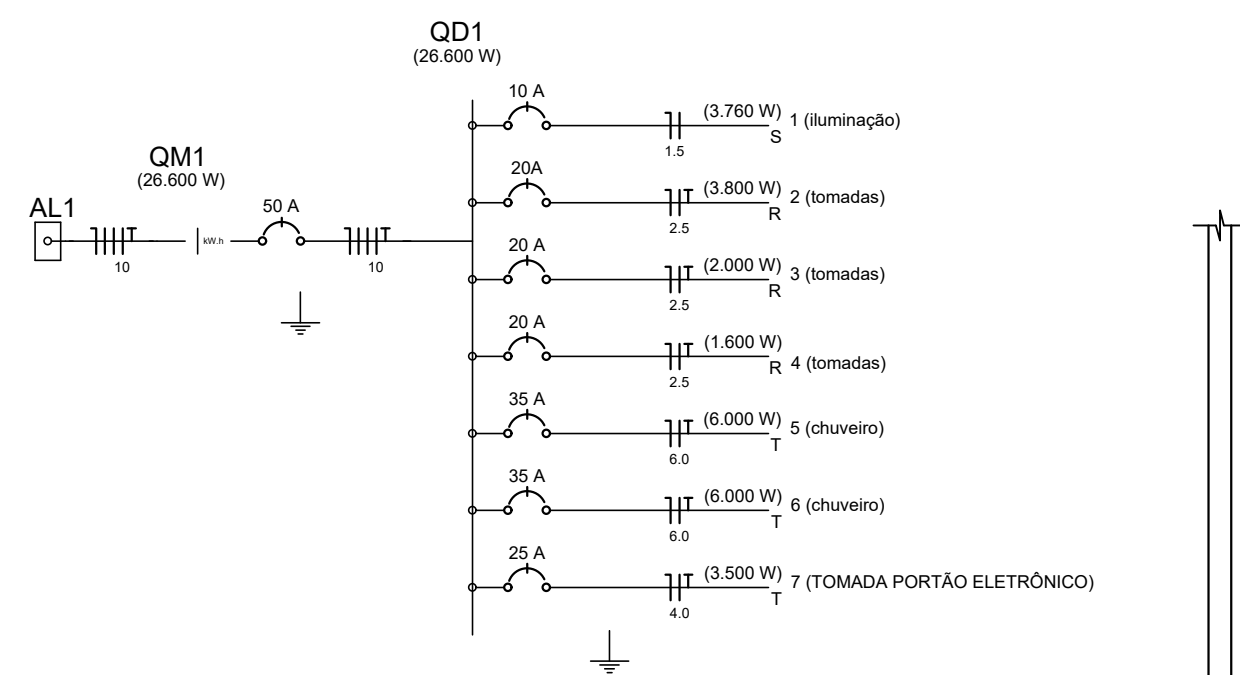 QD1
(26.600 W)
QM1
(26.600 W)
AL1
10
kW.h
50 A
10
10 A
1.5
(3.760 W)
S
1 (iluminação)
20A
2.5
(3.800 W)
R
2 (tomadas)
20 A
2.5
(2.000 W)
R
3 (tomadas)
20 A
2.5
(1.600 W)
R
4 (tomadas)
35 A
6.0
(6.000 W)
T
5 (chuveiro)
35 A
6.0
(6.000 W)
T
6 (chuveiro)
25 A
4.0
(3.500 W)
T
7 (TOMADA PORTÃO ELETRÔNICO)